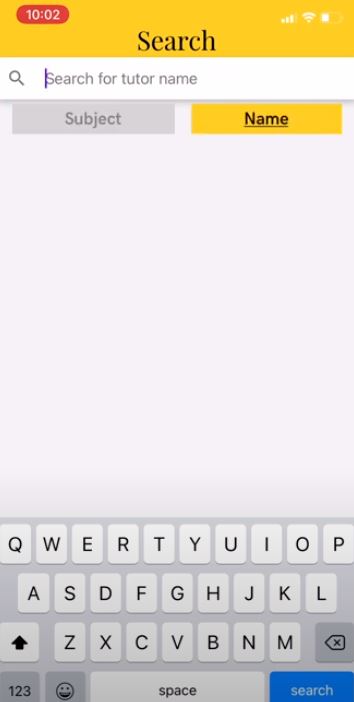 10:02
Search
Search for tutor name
Subject Name
Q W E R T Y U I O P
A S D F G H J K L
Z X C V B N M
123 space search